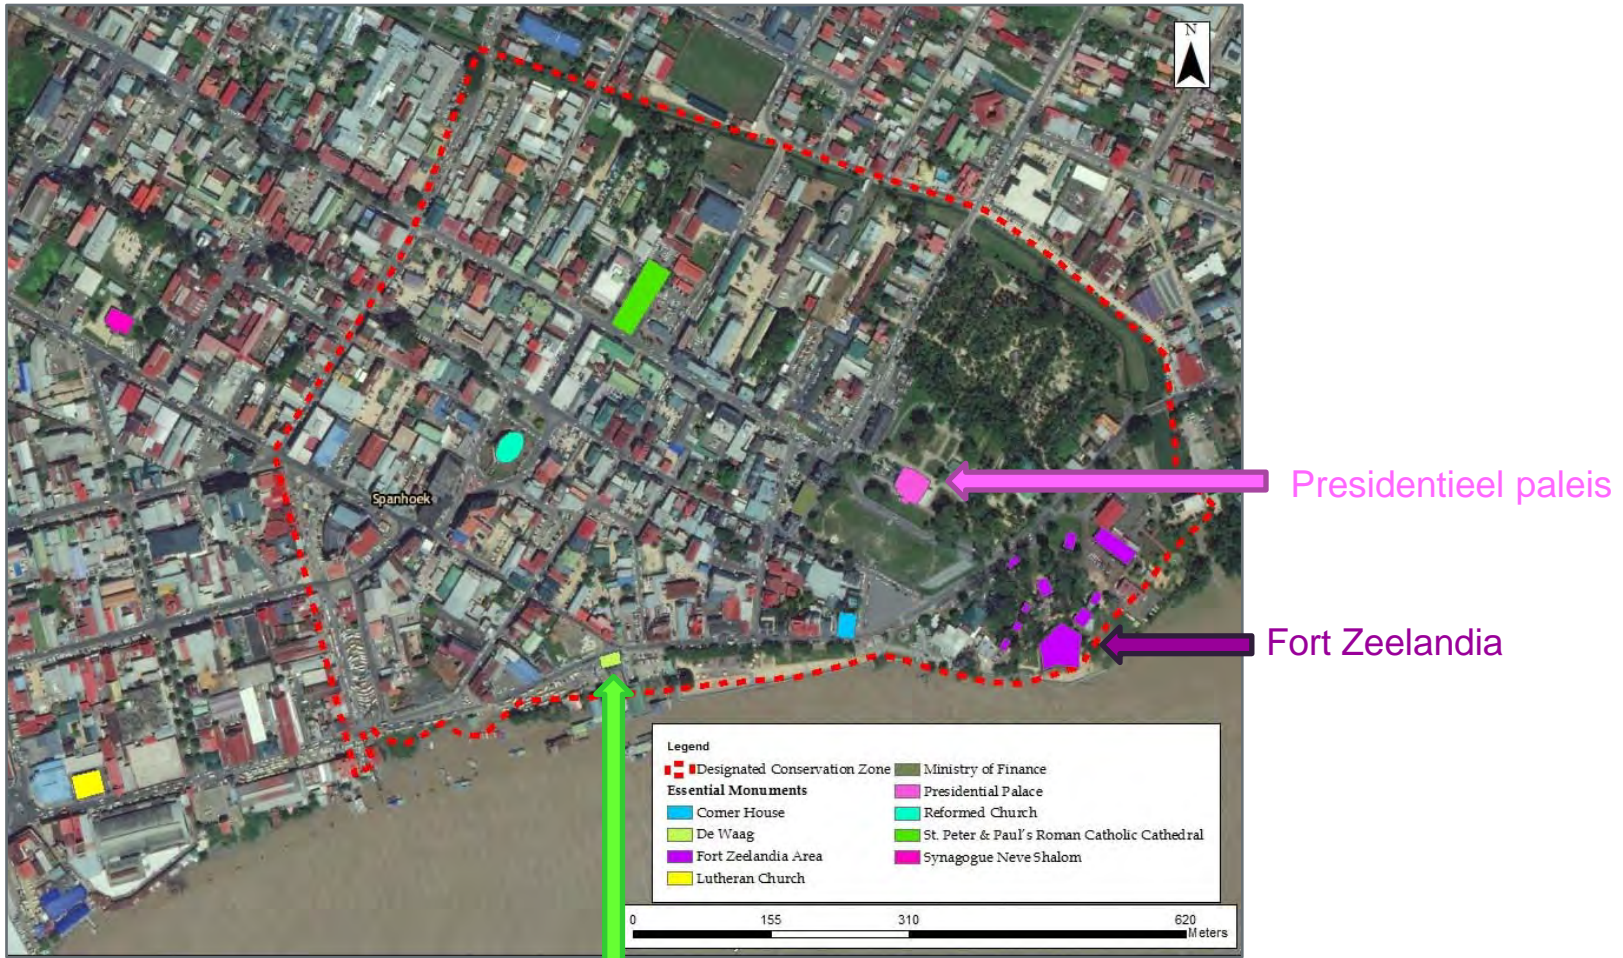 N
Spanhoek
Presidentieel paleis
Fort Zeelandia
Legend
Designated Conservation Zone
Essential Monuments
Corner House
De Waag
Fort Zeelandia Area
Lutheran Church
Ministry of Finance
Presidential Palace
Reformed Church
St. Peter & Paul's Roman Catholic Cathedral
Synagogue Neve Shalom
0 155 310 620
Meters